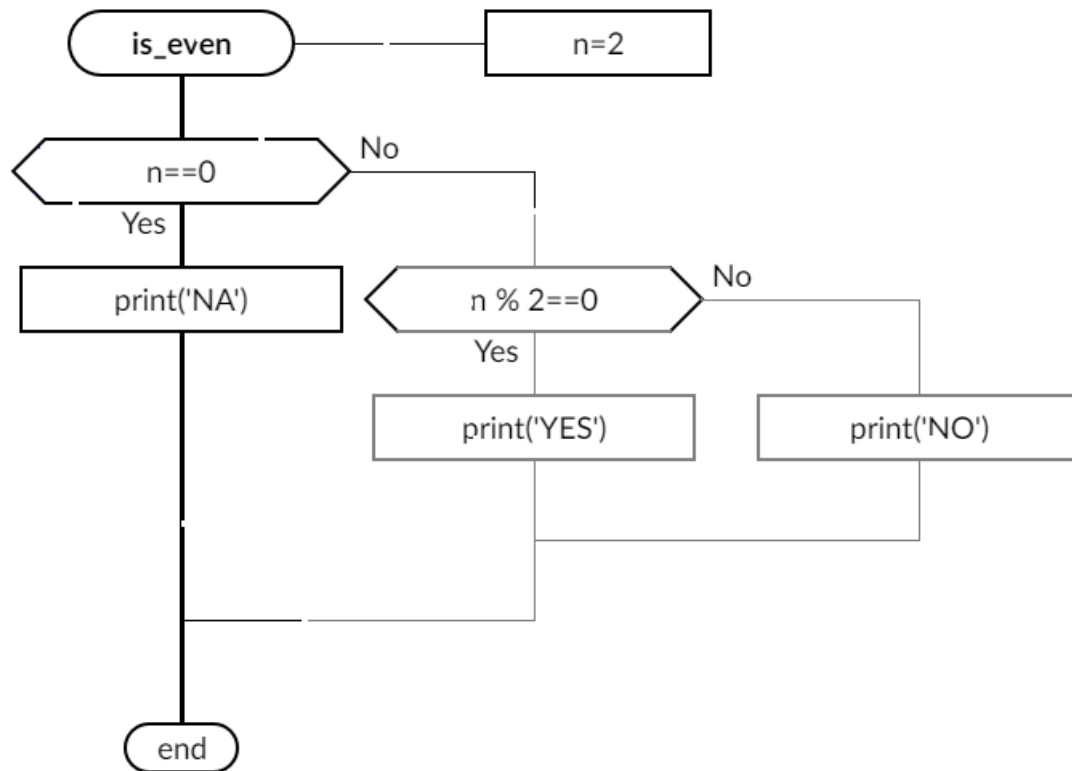 is_even
n=2
n==0
No
Yes
print('NA')
n % 2==0
No
Yes
print('YES')
print('NO')
end